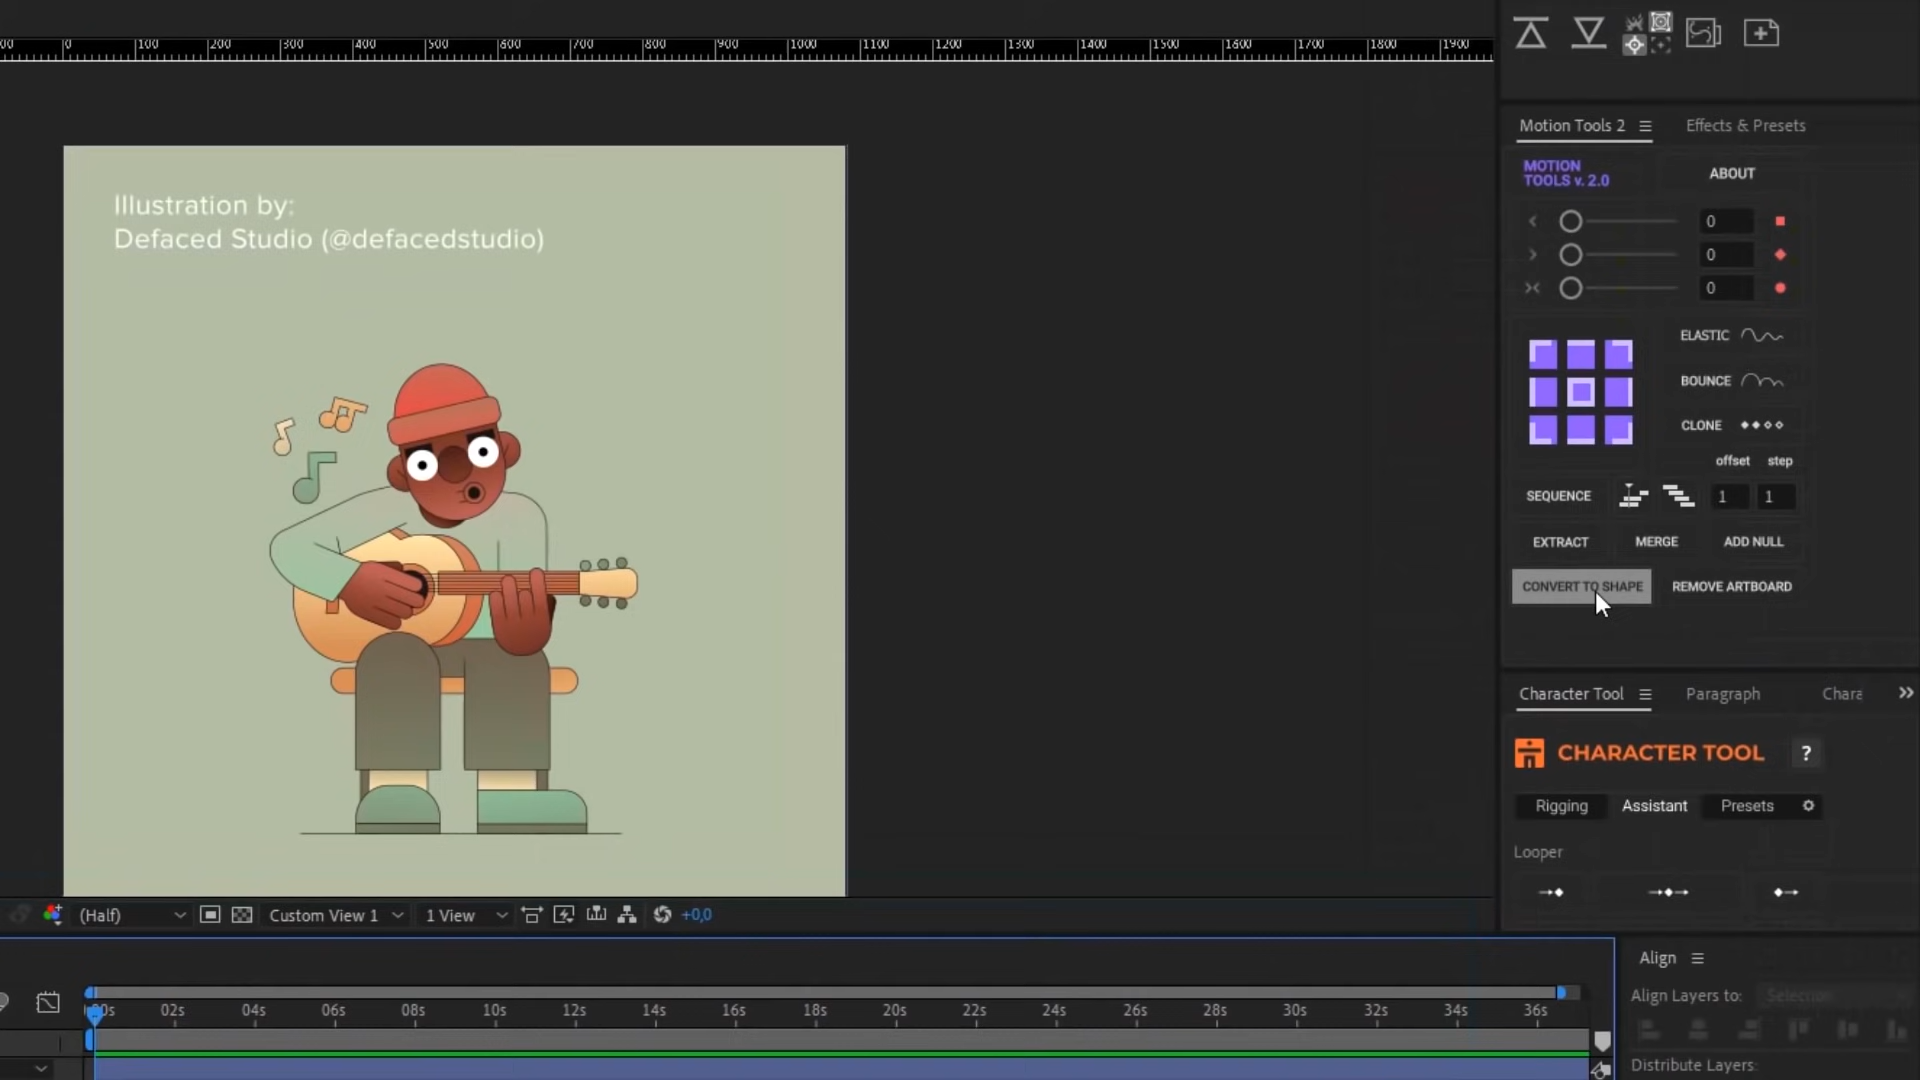 00 0 100 200 300 400 500 600 700 800 900 1000 1100 1200 1300 1400 1500 1600 1700 1800 1900
Motion Tools 2 Effects & Presets
MOTION
TOOLS v. 2.0
ABOUT
0
0
0
Illustration by:
Defaced Studio (@defacedstudio)
ELASTIC
BOUNCE
CLONE
offset step
SEQUENCE 1 1
EXTRACT MERGE ADD NULL
CONVERT TO SHAPE REMOVE ARTBOARD
Character Tool Paragraph Chara
CHARACTER TOOL ?
Rigging Assistant Presets
Looper
(Half) Custom View 1 1 View +0,0
Align
Align Layers to: Selection
00s 02s 04s 06s 08s 10s 12s 14s 16s 18s 20s 22s 24s 26s 28s 30s 32s 34s 36s
Distribute Layers: